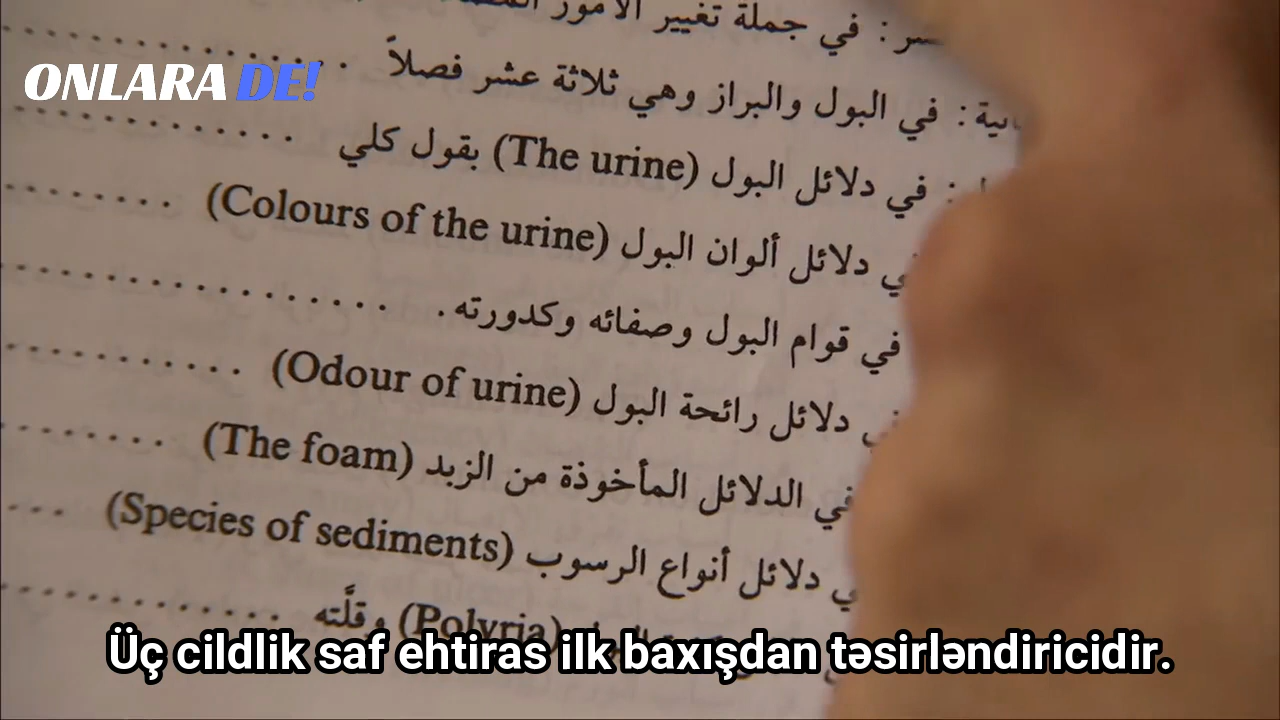 ONLARA DE!
: في جملة تغيير الأمور
: في البول والبراز وهي ثلاثة عشر فصلاً . . . . . . . . . . . .
: في دلائل البول (The urine) بقول كلي . . . . . . . . . . . . .
دلائل ألوان البول (Colours of the urine) . . . . . . . .
في قوام البول وصفائه وكدورته . . . . . . . . . . . . . . . . . .
دلائل رائحة البول (Odour of urine) . . . . . . . . . . .
في الدلائل المأخوذة من الزبد (The foam) . . . . . . . .
دلائل أنواع الرسوب (Species of sediments) . . .
(Polyria) وقلَّته . . . . . . . . . . . . .
Üç cildlik saf ehtiras ilk baxışdan təsirləndiricidir.